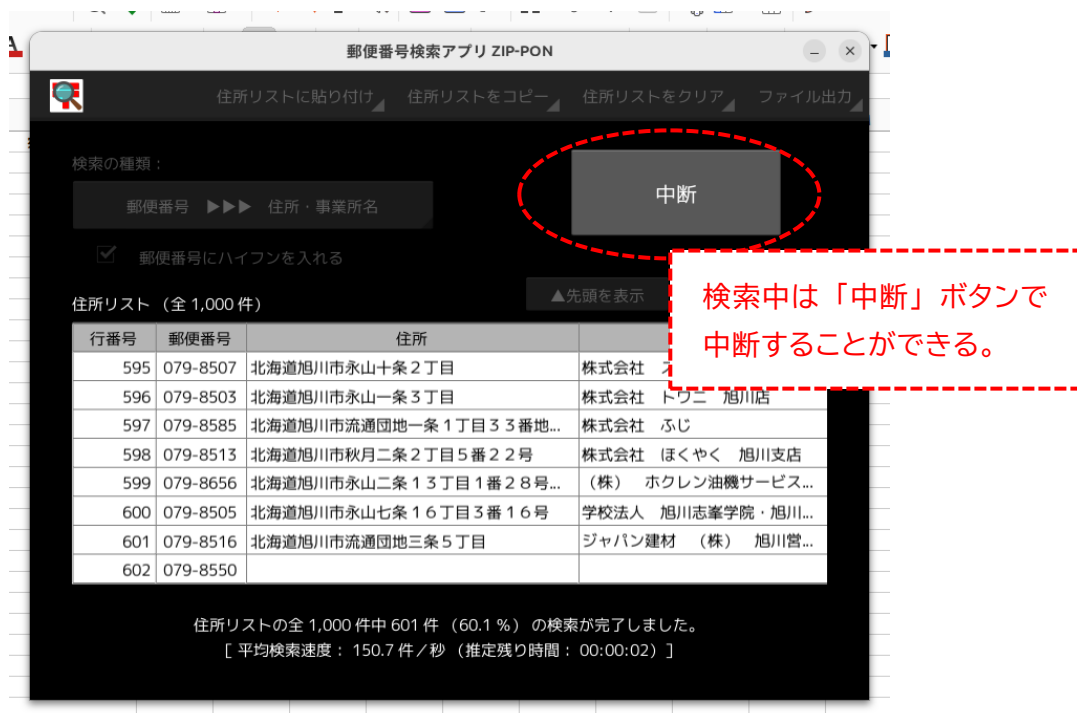 郵便番号検索アプリ ZIP-PON
住所リストに貼り付け 住所リストをコピー 住所リストをクリア ファイル出力
検索の種類：
中断
郵便番号 ▶▶▶ 住所・事業所名
郵便番号にハイフンを入れる
▲先頭を表示
検索中は「中断」ボタンで
中断することができる。
住所リスト （全 1,000 件）
行番号 郵便番号 住所
595 079-8507 北海道旭川市永山十条２丁目 株式会社
596 079-8503 北海道旭川市永山一条３丁目 株式会社 トワニ 旭川店
597 079-8585 北海道旭川市流通団地一条１丁目３３番地... 株式会社 ふじ
598 079-8513 北海道旭川市秋月二条２丁目５番２２号 株式会社 ほくやく 旭川支店
599 079-8656 北海道旭川市永山二条１３丁目１番２８号... （株） ホクレン油機サービス...
600 079-8505 北海道旭川市永山七条１６丁目３番１６号 学校法人 旭川志峯学院・旭川...
601 079-8516 北海道旭川市流通団地三条５丁目 ジャパン建材 （株） 旭川営...
602 079-8550
住所リストの全 1,000 件中 601 件 （60.1 %） の検索が完了しました。
[ 平均検索速度： 150.7 件／秒 （推定残り時間： 00:00:02） ]